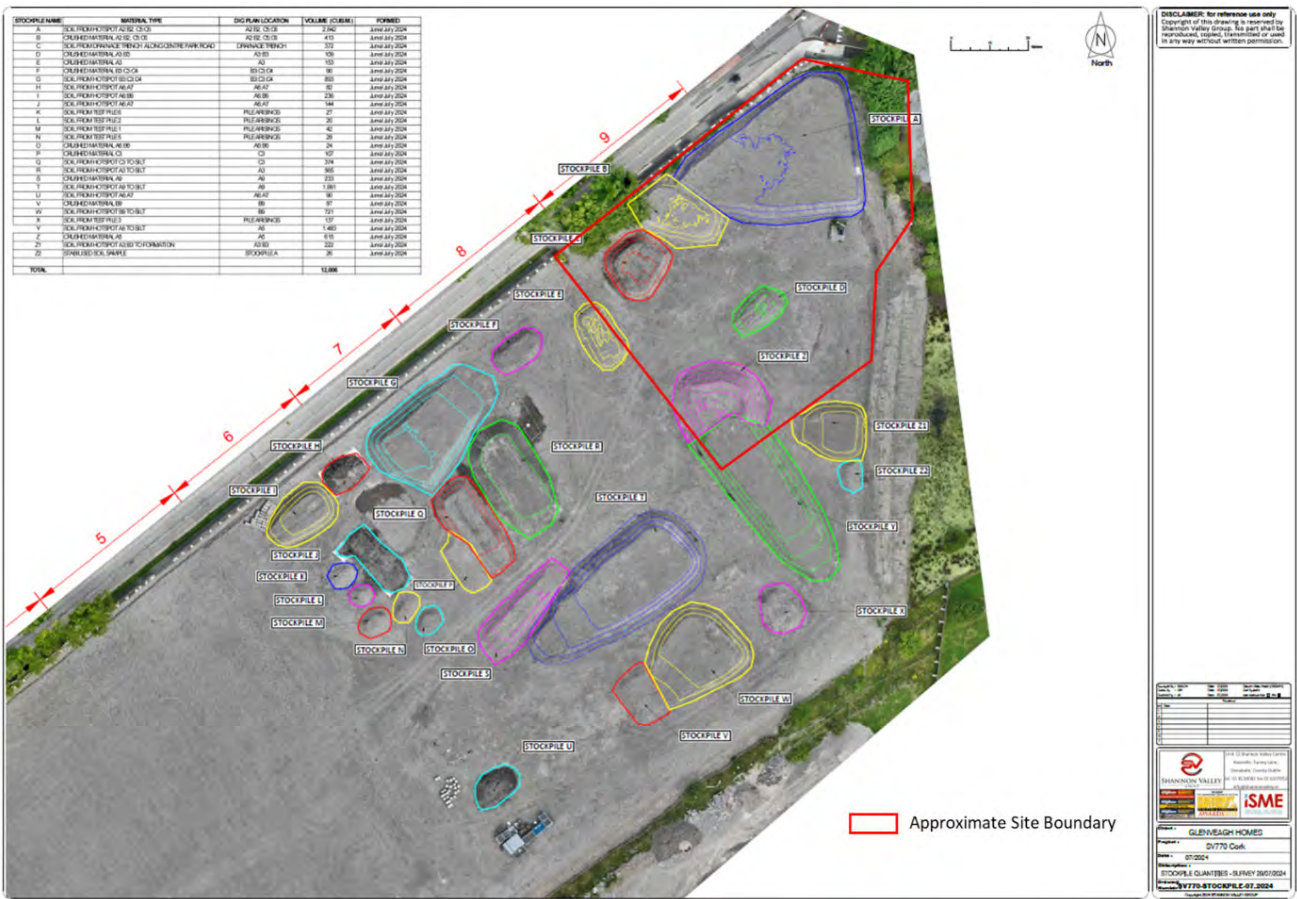 STOCKPILE NAME MATERIAL TYPE DIG PLAN LOCATION VOLUME (CUB.M.) FORMED
A SOIL FROM HOTSPOT A2 B2, C5 C6 A2 B2, C5 C6 2,842 June/July 2024
B CRUSHED MATERIAL A2 B2, C5 C6 A2 B2, C5 C6 413 June/July 2024
C SOIL FROM DRAINAGE TRENCH ALONG CENTRE PARK ROAD DRAINAGE TRENCH 372 June/July 2024
D CRUSHED MATERIAL A3 B3 A3 B3 109 June/July 2024
E CRUSHED MATERIAL A3 A3 153 June/July 2024
F CRUSHED MATERIAL B3 C3 C4 B3 C3 C4 90 June/July 2024
G SOIL FROM HOTSPOT B3 C3 C4 B3 C3 C4 893 June/July 2024
H SOIL FROM HOTSPOT A6 A7 A6 A7 82 June/July 2024
I SOIL FROM HOTSPOT A6 B6 A6 B6 236 June/July 2024
J SOIL FROM HOTSPOT A6 A7 A6 A7 144 June/July 2024
K SOIL FROM TEST PILE 6 PILE ARISINGS 27 June/July 2024
L SOIL FROM TEST PILE 2 PILE ARISINGS June/July 2024
M SOIL FROM TEST PILE 1 PILE ARISINGS 42 June/July 2024
N SOIL FROM TEST PILE 5 PILE ARISINGS 28 June/July 2024
O CRUSHED MATERIAL A6 B6 A6 B6 24 June/July 2024
P CRUSHED MATERIAL C3 C3 107 June/July 2024
Q SOIL FROM HOTSPOT C3 TO SILT C3 374 June/July 2024
R SOIL FROM HOTSPOT A3 TO SILT A3 965 June/July 2024
S CRUSHED MATERIAL A9 A9 233 June/July 2024
T SOIL FROM HOTSPOT A9 TO SILT A9 June/July 2024
U SOIL FROM HOTSPOT A6 A7 A6 A7 90 June/July 2024
V CRUSHED MATERIAL B9 B9 97 June/July 2024
W SOIL FROM HOTSPOT B9 TO SILT B9 721 June/July 2024
X SOIL FROM TEST PILE 3 PILE ARISINGS 137 June/July 2024
Y SOIL FROM HOTSPOT A5 TO SILT A5 1,483 June/July 2024
Z CRUSHED MATERIAL A5 A5 615 June/July 2024
Z1 SOIL FROM HOTSPOT A3 B3 TO FORMATION A3 B3 222 June/July 2024
Z2 STABILISED SOIL SAMPLE STOCKPILE A 26 June/July 2024
TOTAL
North
DISCLAIMER: for reference use only
Copyright of this drawing is reserved by
Shannon Valley Group. No part shall be
reproduced, copied, transmitted or used
in any way without written permission.
9
8
7
6
5
STOCKPILE A
STOCKPILE B
STOCKPILE
STOCKPILE D
STOCKPILE E
STOCKPILE F
STOCKPILE Z
STOCKPILE G
STOCKPILE Z1
STOCKPILE H
STOCKPILE R
STOCKPILE Z2
STOCKPILE I
STOCKPILE T
STOCKPILE Q
STOCKPILE Y
STOCKPILE J
STOCKPILE K
STOCKPILE P
STOCKPILE L
STOCKPILE X
STOCKPILE M
STOCKPILE N
STOCKPILE O
STOCKPILE S
STOCKPILE W
STOCKPILE V
STOCKPILE U
Approximate Site Boundary
SV
SHANNON VALLEY
GROUP
iSME
GLENVEAGH HOMES
SV770 Cork
07/2024
STOCKPILE QUANTITIES - SURVEY 29/07/2024
SV770-STOCKPILE-07.2024